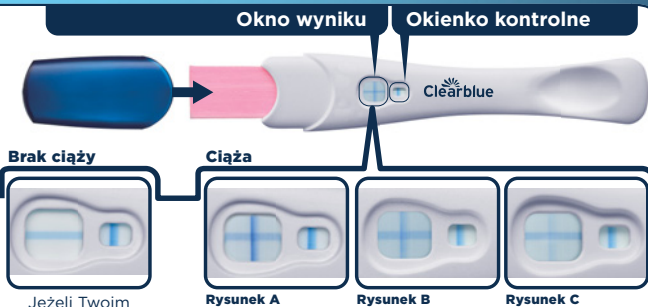 Okno wyniku
Okienko kontrolne
Clearblue
Brak ciąży
Ciąża
Jeżeli Twoim
Rysunek A
Rysunek B
Rysunek C